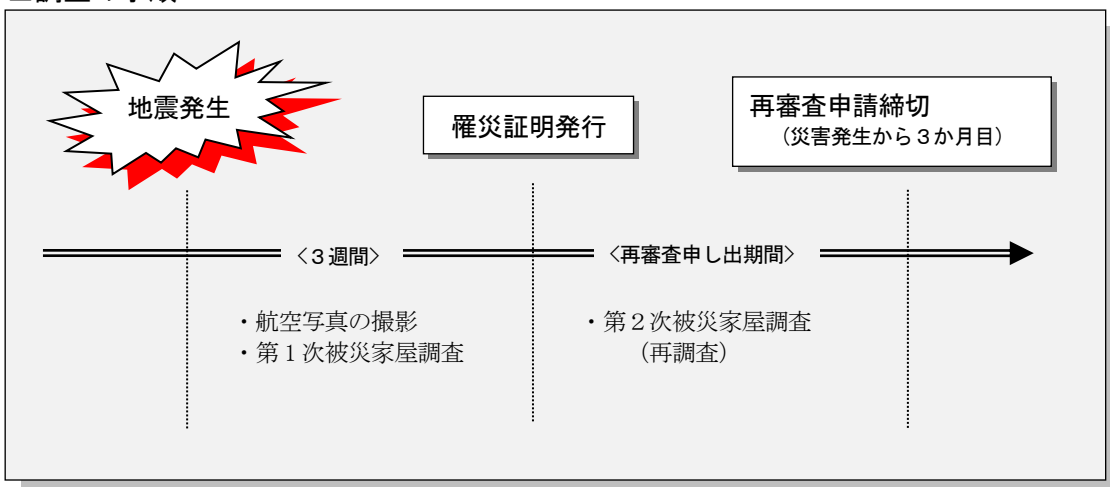 地震発生
罹災証明発行
再審査申請締切
（災害発生から３か月目）
〈３週間〉
〈再審査申し出期間〉
・航空写真の撮影
・第１次被災家屋調査
・第２次被災家屋調査
（再調査）